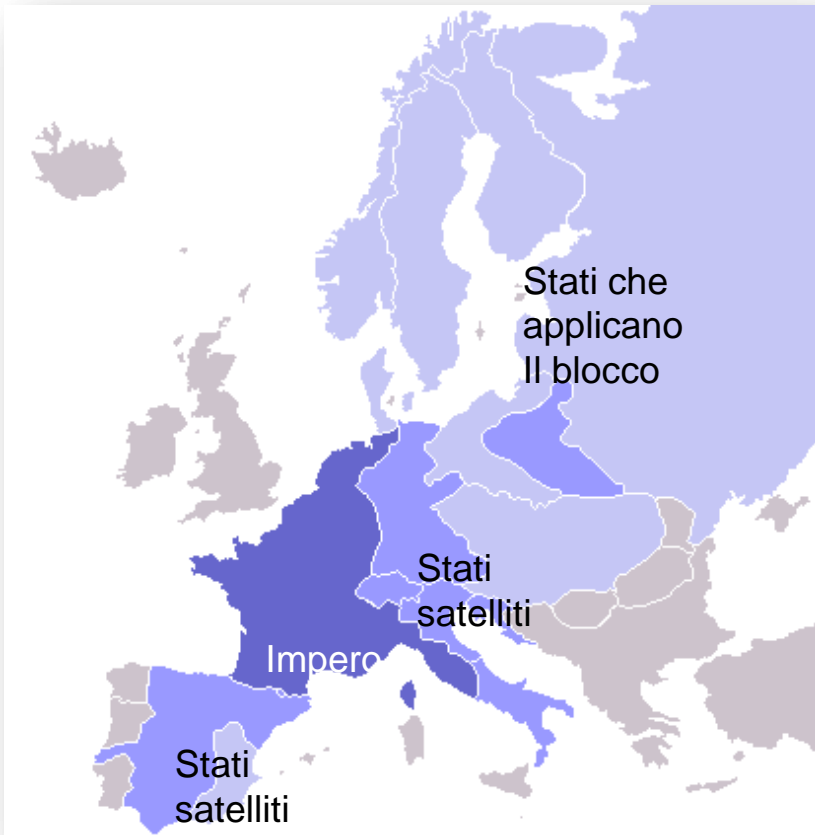 Stati che
applicano
Il blocco
Stati
satelliti
Impero
Stati
satelliti